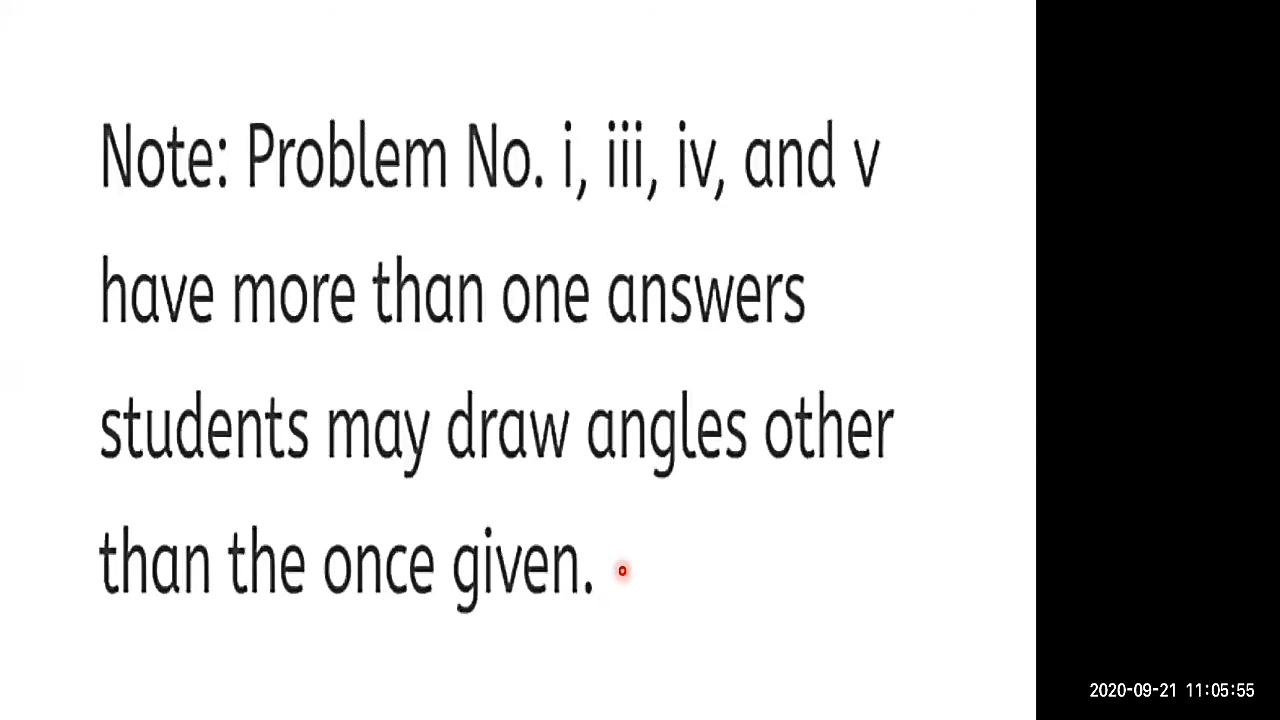 Note: Problem No. i, iii, iv, and v
have more than one answers
students may draw angles other
than the once given.
2020-09-21 11:05:55